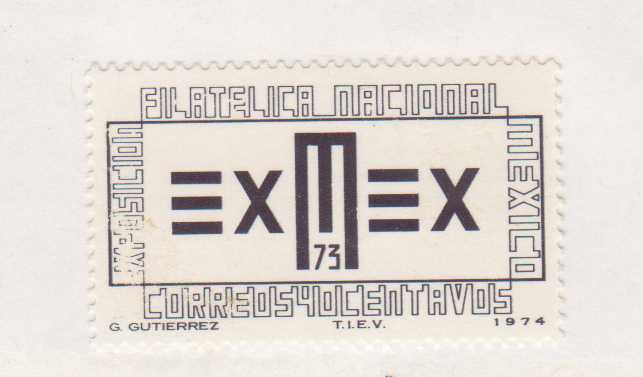 EXPOSICION
FILATELICA NACIONAL
MEXICO
EXMEX
73
CORREOS 40 CENTAVOS
G. GUTIERREZ T.I.E.V. 1974